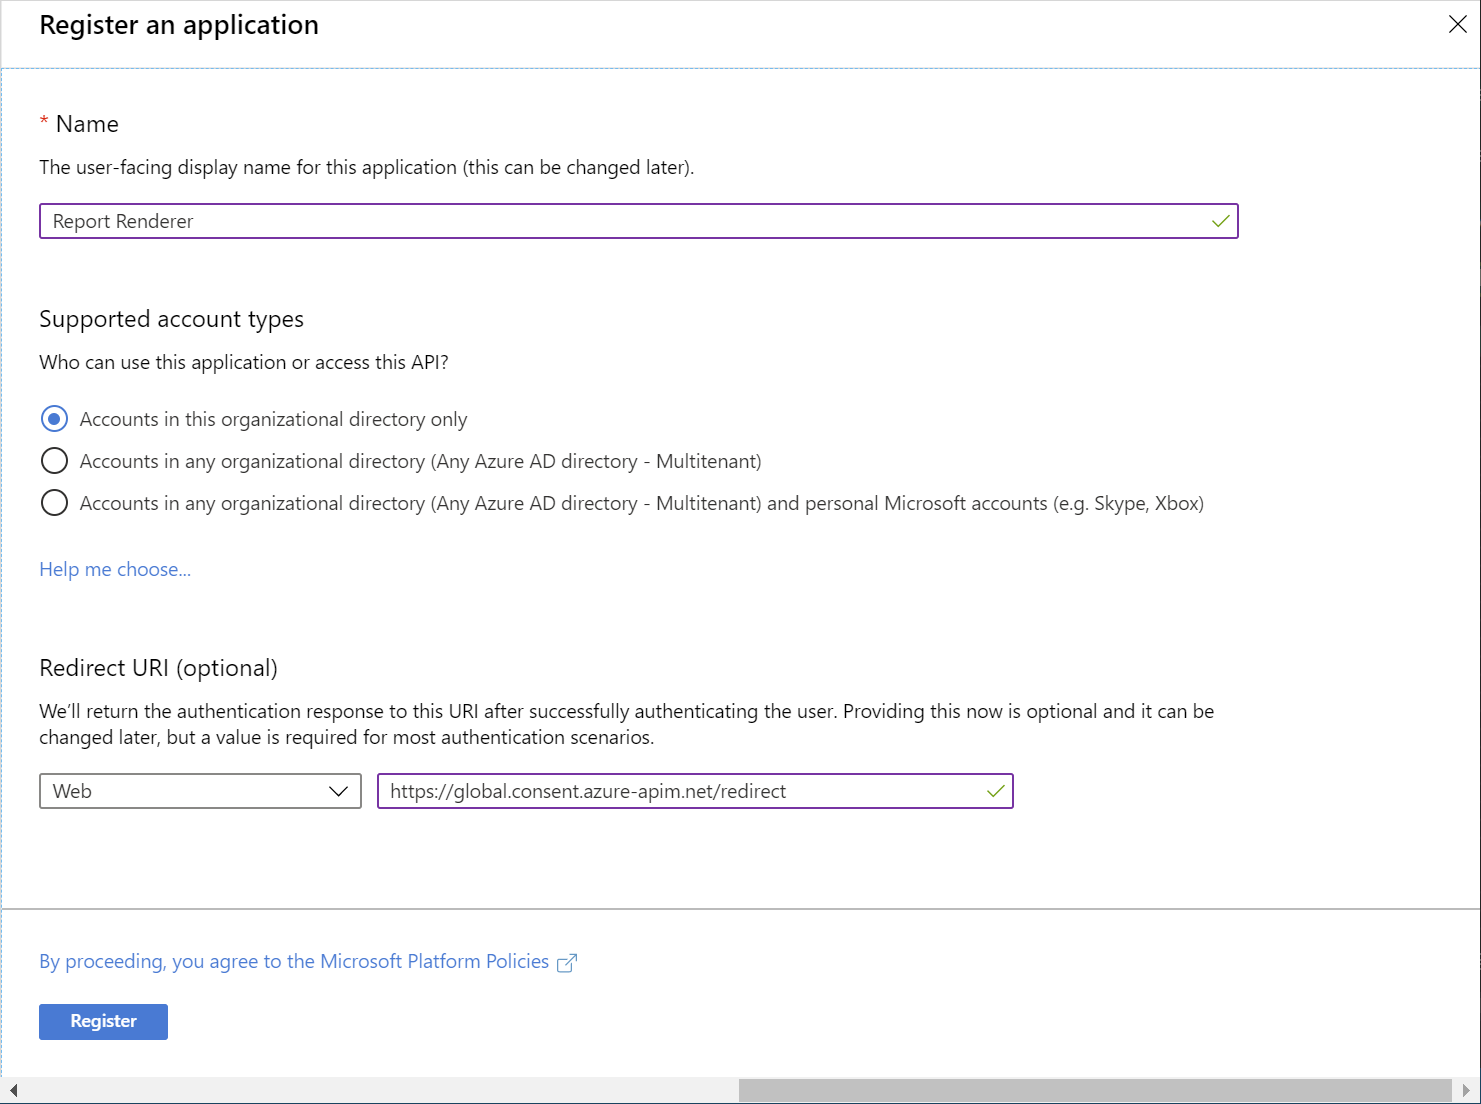 Register an application
* Name
The user-facing display name for this application (this can be changed later).
Report Renderer
Supported account types
Who can use this application or access this API?
Accounts in this organizational directory only
Accounts in any organizational directory (Any Azure AD directory - Multitenant)
Accounts in any organizational directory (Any Azure AD directory - Multitenant) and personal Microsoft accounts (e.g. Skype, Xbox)
Help me choose...
Redirect URI (optional)
We'll return the authentication response to this URI after successfully authenticating the user. Providing this now is optional and it can be
changed later, but a value is required for most authentication scenarios.
Web
https://global.consent.azure-apim.net/redirect
By proceeding, you agree to the Microsoft Platform Policies
Register